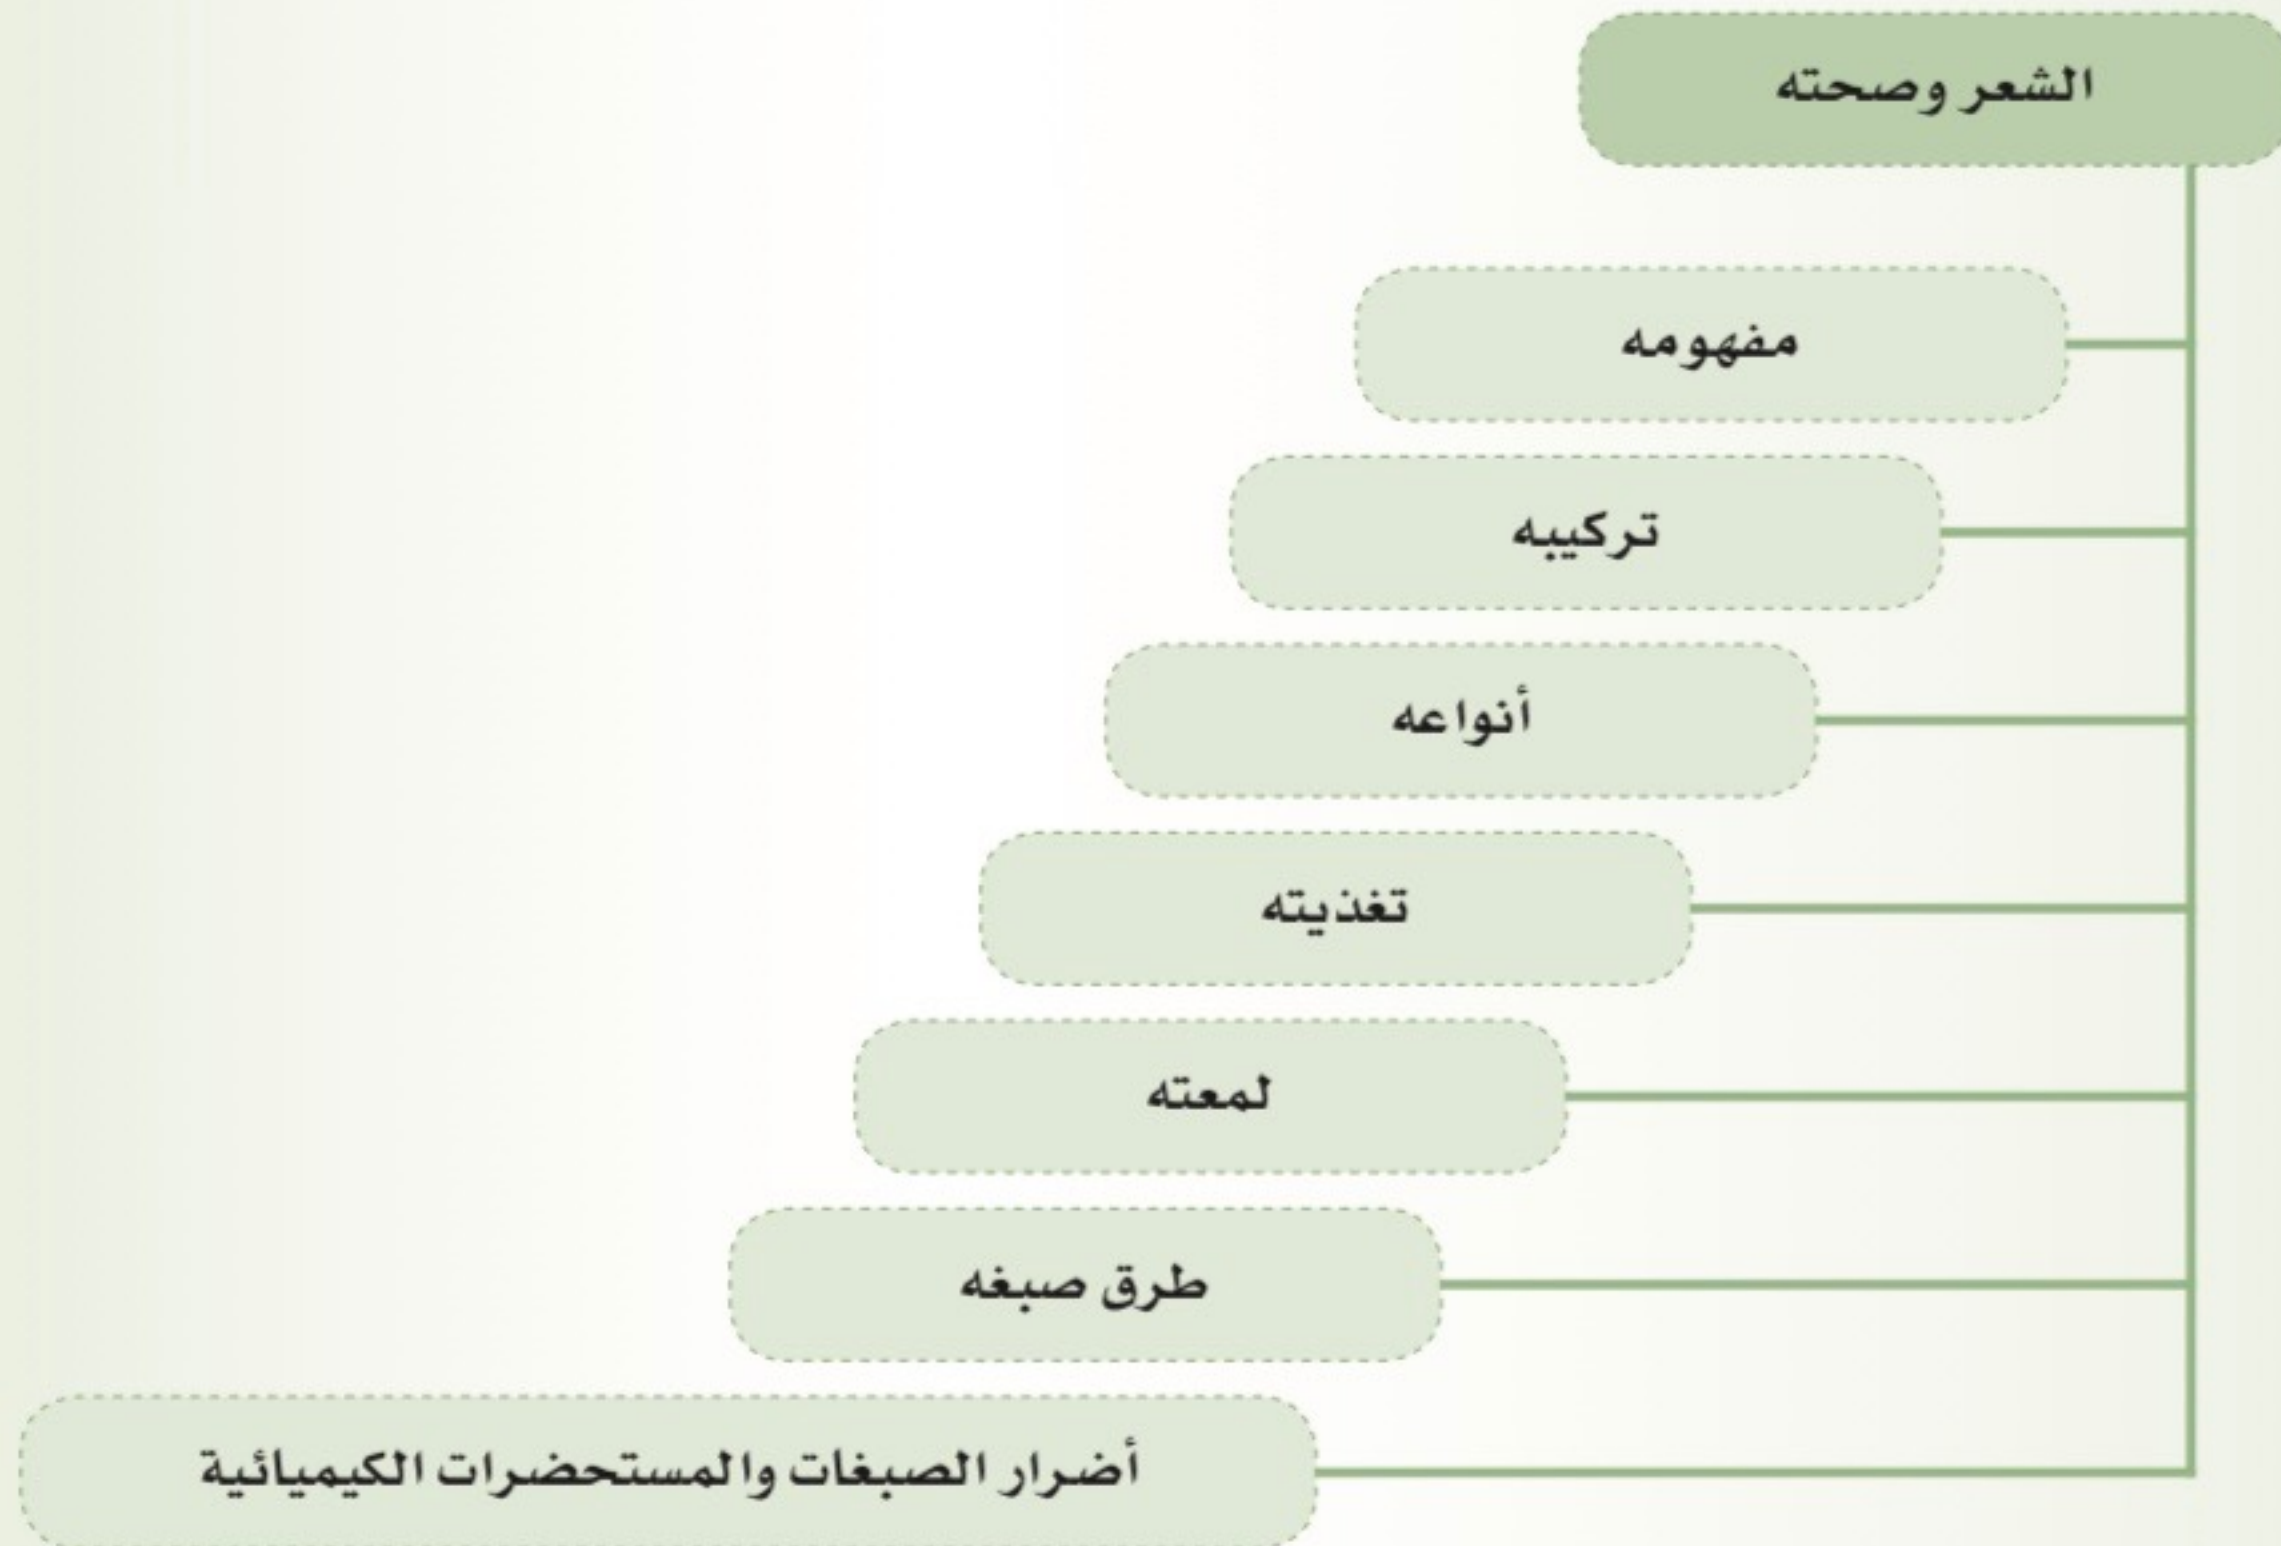 الشعر وصحته
مفهومه
تركيبه
أنواعه
تغذيته
لمعته
طرق صبغه
أضرار الصبغات والمستحضرات الكيميائية